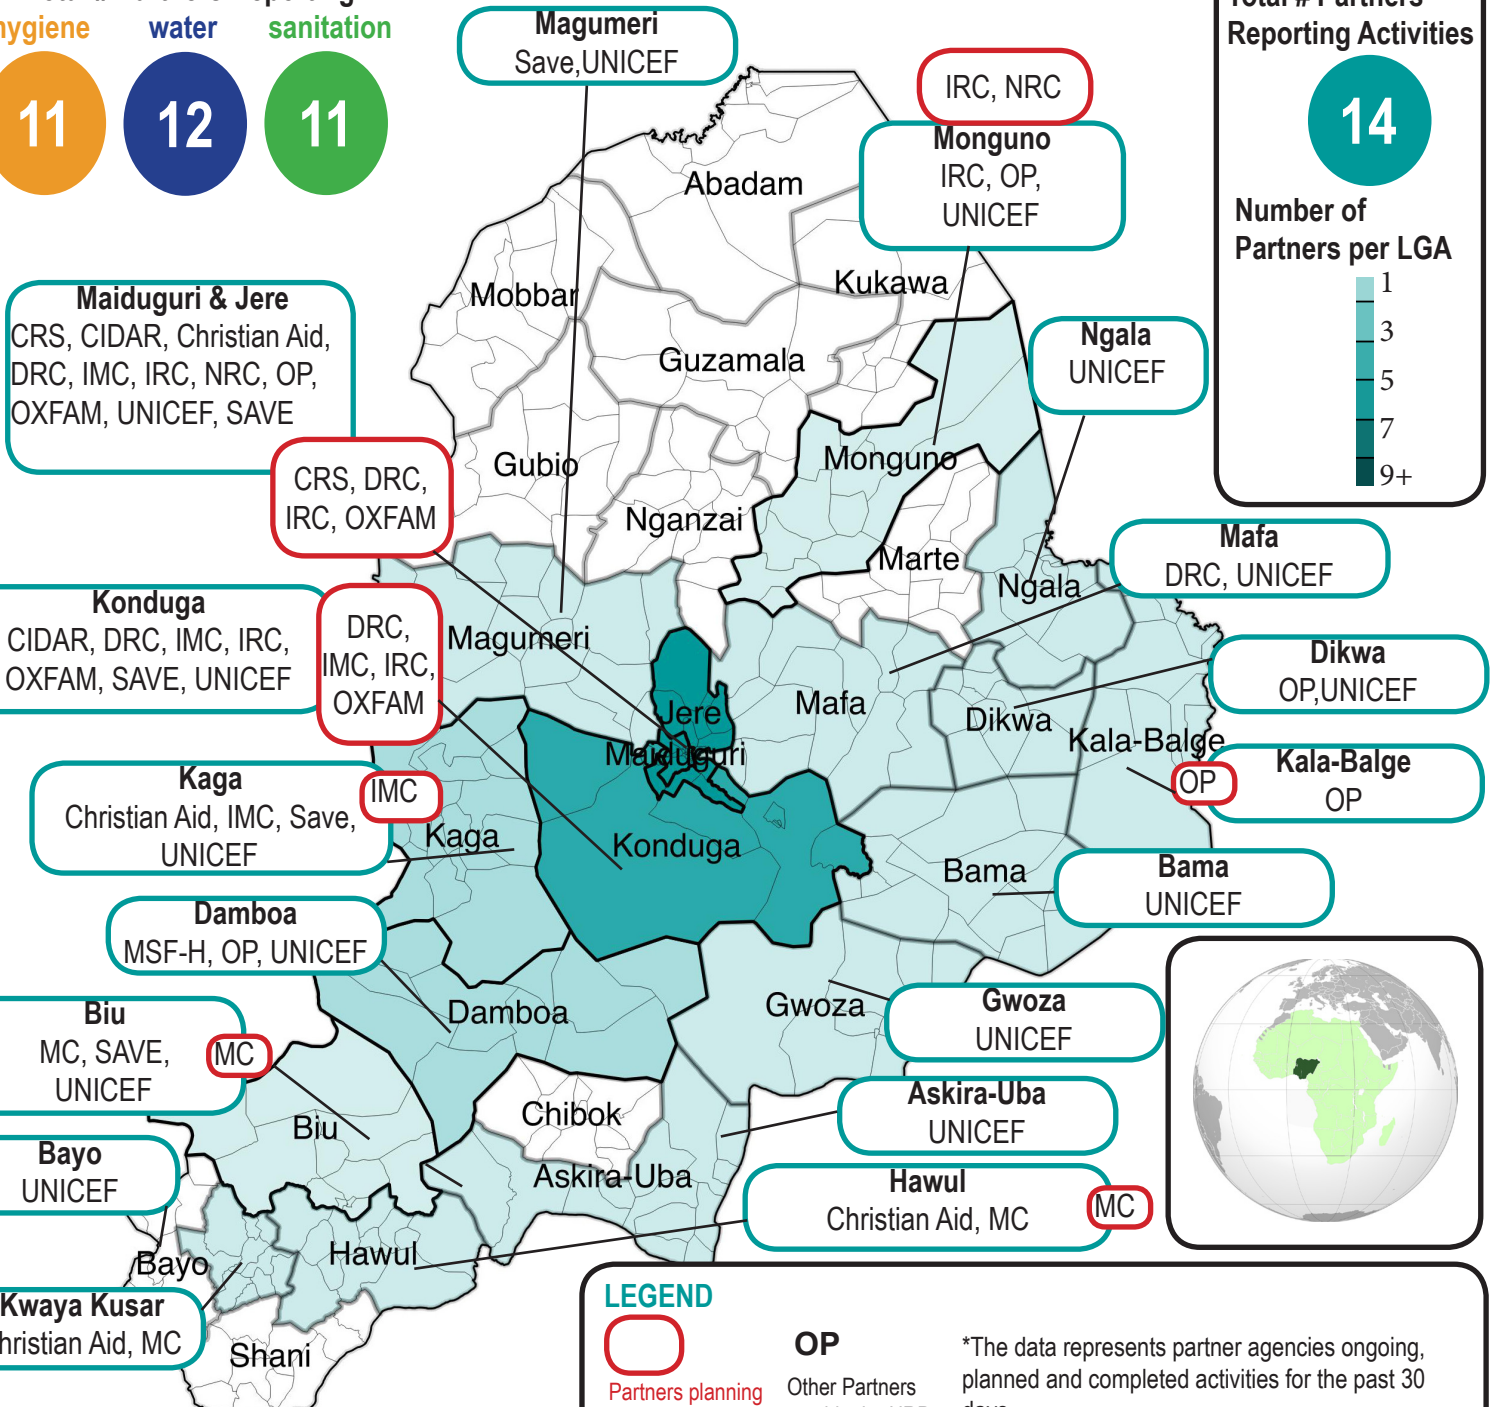 hygiene
water
sanitation
11
12
11
Magumeri
Save,UNICEF
IRC, NRC
Monguno
IRC, OP,
UNICEF
Total # Partners
Reporting Activities
14
Number of
Partners per LGA
1
3
5
7
9+
Maiduguri & Jere
CRS, CIDAR, Christian Aid,
DRC, IMC, IRC, NRC, OP,
OXFAM, UNICEF, SAVE
CRS, DRC,
IRC, OXFAM
Ngala
UNICEF
Mafa
DRC, UNICEF
Konduga
CIDAR, DRC, IMC, IRC,
OXFAM, SAVE, UNICEF
DRC,
IMC, IRC,
OXFAM
Dikwa
OP,UNICEF
Kaga
Christian Aid, IMC, Save,
UNICEF
IMC
OP
Kala-Balge
OP
Bama
UNICEF
Damboa
MSF-H, OP, UNICEF
Biu
MC, SAVE,
UNICEF
MC
Gwoza
UNICEF
Askira-Uba
UNICEF
Bayo
UNICEF
Hawul
Christian Aid, MC
MC
Kwaya Kusar
hristian Aid, MC
Abadam
Mobbar
Kukawa
Guzamala
Gubio
Monguno
Nganzai
Marte
Ngala
Magumeri
Jere
Mafa
Dikwa
Kala-Balge
Maiduguri
Kaga
Konduga
Bama
Damboa
Gwoza
Chibok
Biu
Askira-Uba
Hawul
Bayo
Shani
LEGEND
Partners planning
OP
Other Partners
*The data represents partner agencies ongoing,
planned and completed activities for the past 30